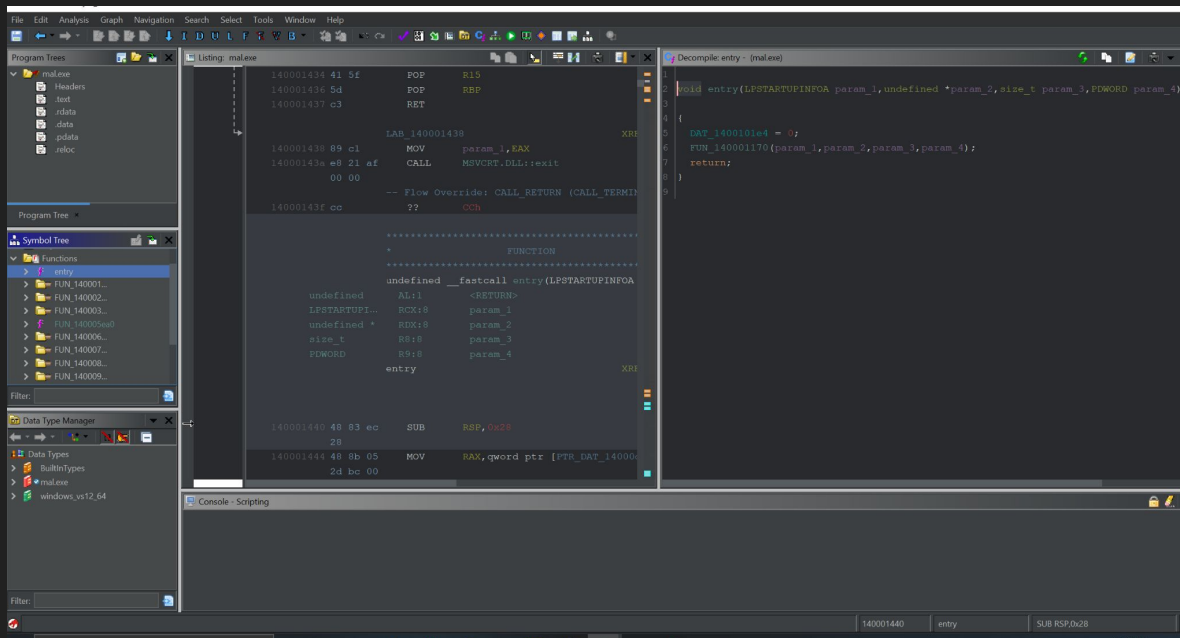 File Edit Analysis Graph Navigation Search Select Tools Window Help
I D U L F V B
Program Trees
mal.exe
Headers
.text
.rdata
.data
.pdata
.reloc
Program Tree
Symbol Tree
Functions
entry
FUN_140001...
FUN_140002...
FUN_140003...
FUN_140005ea0
FUN_140006...
FUN_140007...
FUN_140008...
FUN_140009...
Filter:
Data Type Manager
Data Types
BuiltInTypes
mal.exe
windows_vs12_64
Filter:
Listing: mal.exe
140001434 41 5f POP R15
140001436 5d POP RBP
140001437 c3 RET
LAB_140001438 XRE
140001438 89 c1 MOV param_1,EAX
14000143a e8 21 af CALL MSVCRT.DLL::exit
00 00
-- Flow Override: CALL_RETURN (CALL_TERMIN
14000143f cc ?? CCh
******************************************
* FUNCTION
******************************************
undefined __fastcall entry(LPSTARTUPINFOA
undefined AL:1 <RETURN>
LPSTARTUPI... RCX:8 param_1
undefined * RDX:8 param_2
size_t R8:8 param_3
PDWORD R9:8 param_4
entry XRE
140001440 48 83 ec SUB RSP,0x28
28
140001444 48 8b 05 MOV RAX,qword ptr [PTR_DAT_14000
2d bc 00
Decompile: entry - (mal.exe)
1
2 void entry(LPSTARTUPINFOA param_1,undefined *param_2,size_t param_3,PDWORD param_4)
3
4 {
5 DAT_1400101e4 = 0;
6 FUN_140001170(param_1,param_2,param_3,param_4);
7 return;
8 }
9
Console - Scripting
140001440 entry SUB RSP,0x28